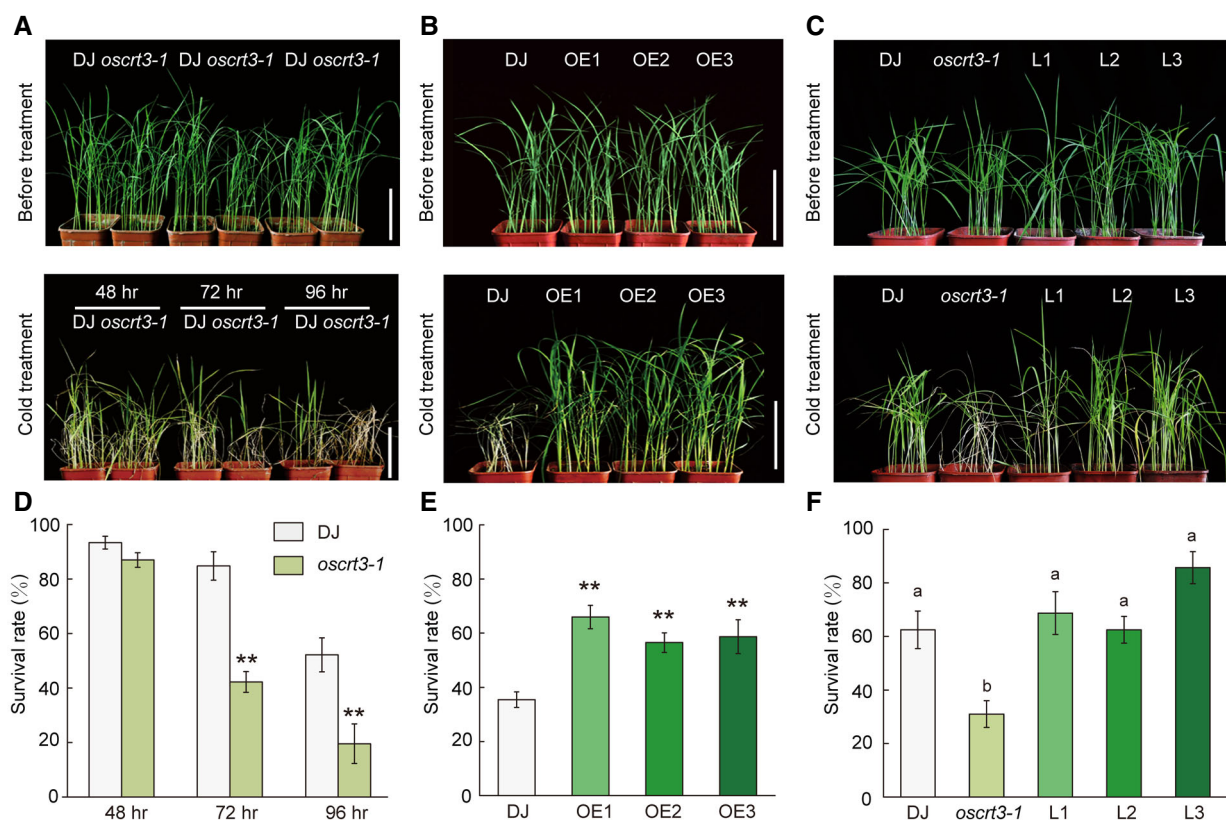 A
Before treatment
DJ oscrt3-1 DJ oscrt3-1 DJ oscrt3-1
Cold treatment
48 hr 72 hr 96 hr
DJ oscrt3-1 DJ oscrt3-1 DJ oscrt3-1
B
Before treatment
DJ OE1 OE2 OE3
Cold treatment
DJ OE1 OE2 OE3
C
Before treatment
DJ oscrt3-1 L1 L2 L3
Cold treatment
DJ oscrt3-1 L1 L2 L3
D
Survival rate (%)
100
80
60
40
20
0
DJ
oscrt3-1
**
**
48 hr 72 hr 96 hr
E
Survival rate (%)
100
80
60
40
20
0
** ** **
DJ OE1 OE2 OE3
F
Survival rate (%)
100
80
60
40
20
0
a b a a a
DJ oscrt3-1 L1 L2 L3